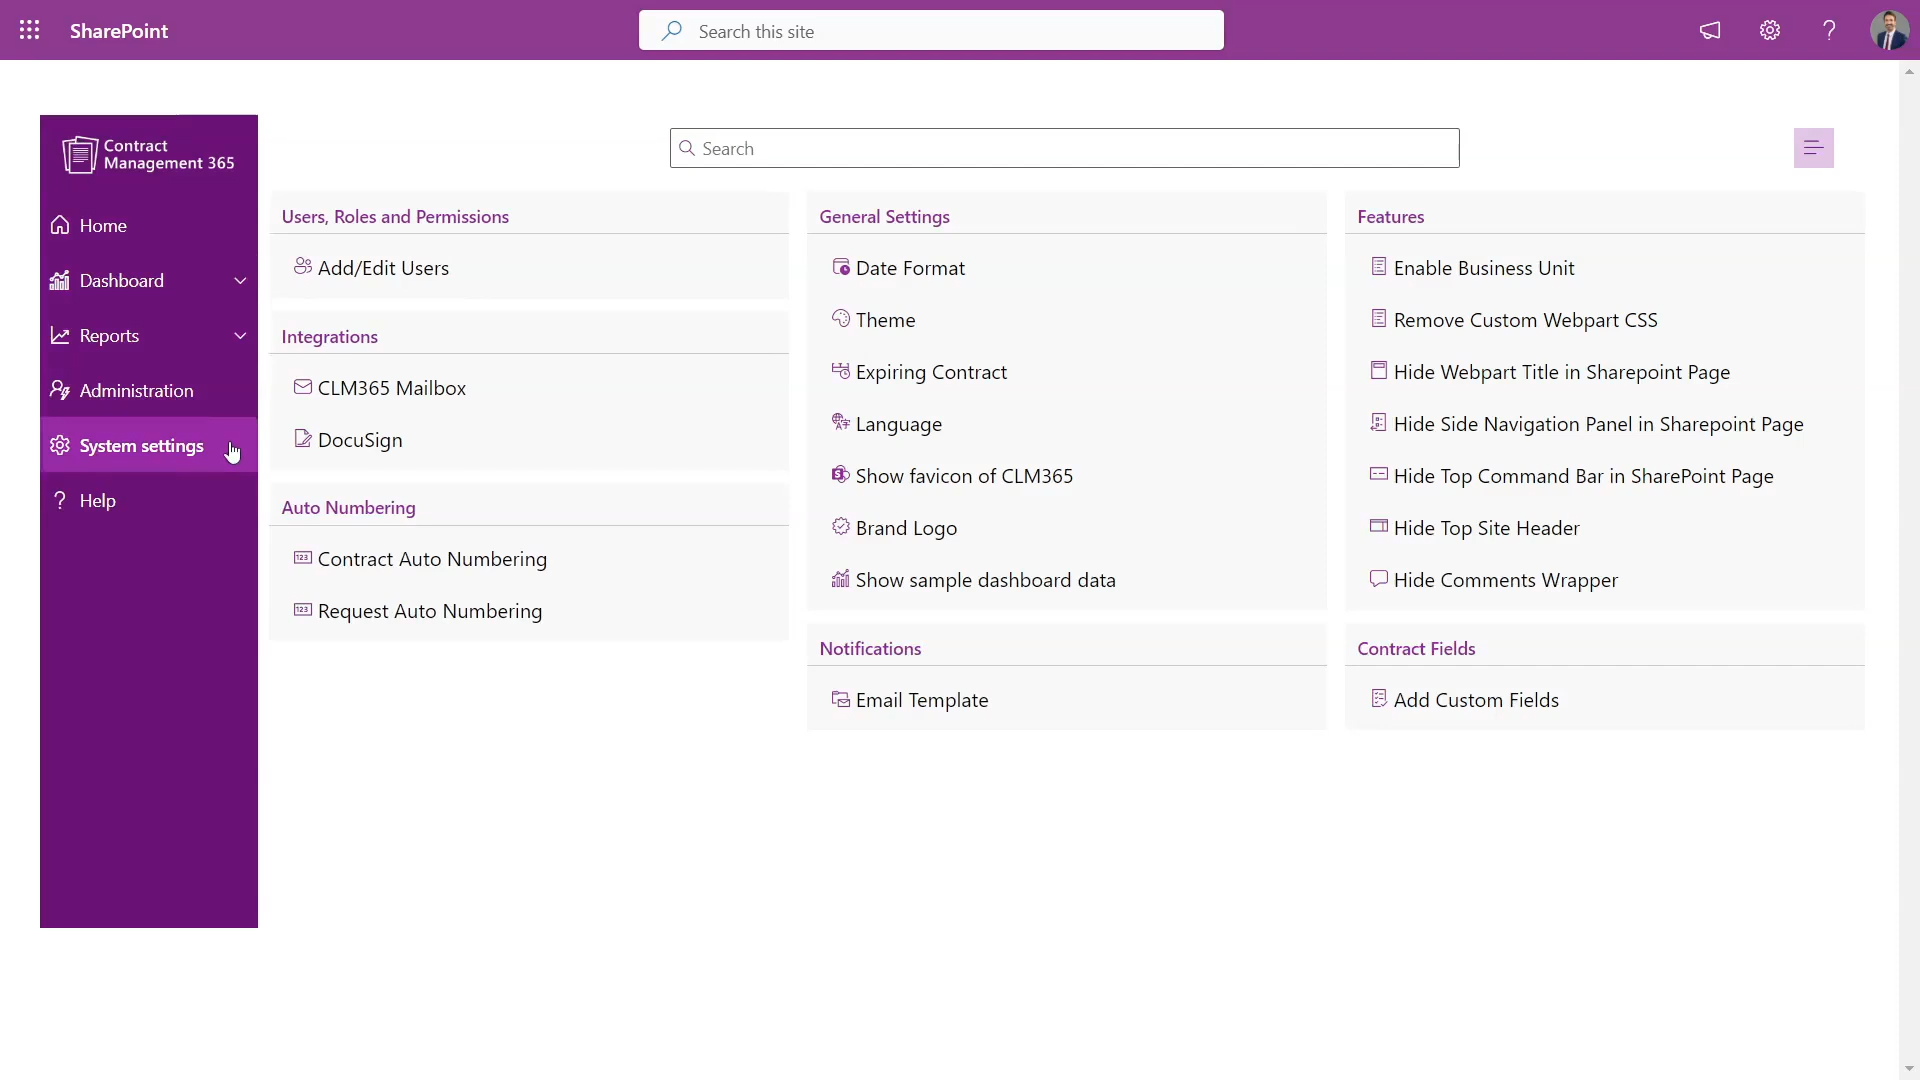 SharePoint
Search this site
?
Contract
Management 365
Search
Home
Dashboard
Reports
Administration
System settings
? Help
Users, Roles and Permissions
Add/Edit Users
Integrations
CLM365 Mailbox
DocuSign
Auto Numbering
123 Contract Auto Numbering
123 Request Auto Numbering
General Settings
Date Format
Theme
Expiring Contract
Language
Show favicon of CLM365
Brand Logo
Show sample dashboard data
Notifications
Email Template
Features
Enable Business Unit
Remove Custom Webpart CSS
Hide Webpart Title in Sharepoint Page
Hide Side Navigation Panel in Sharepoint Page
Hide Top Command Bar in SharePoint Page
Hide Top Site Header
Hide Comments Wrapper
Contract Fields
Add Custom Fields